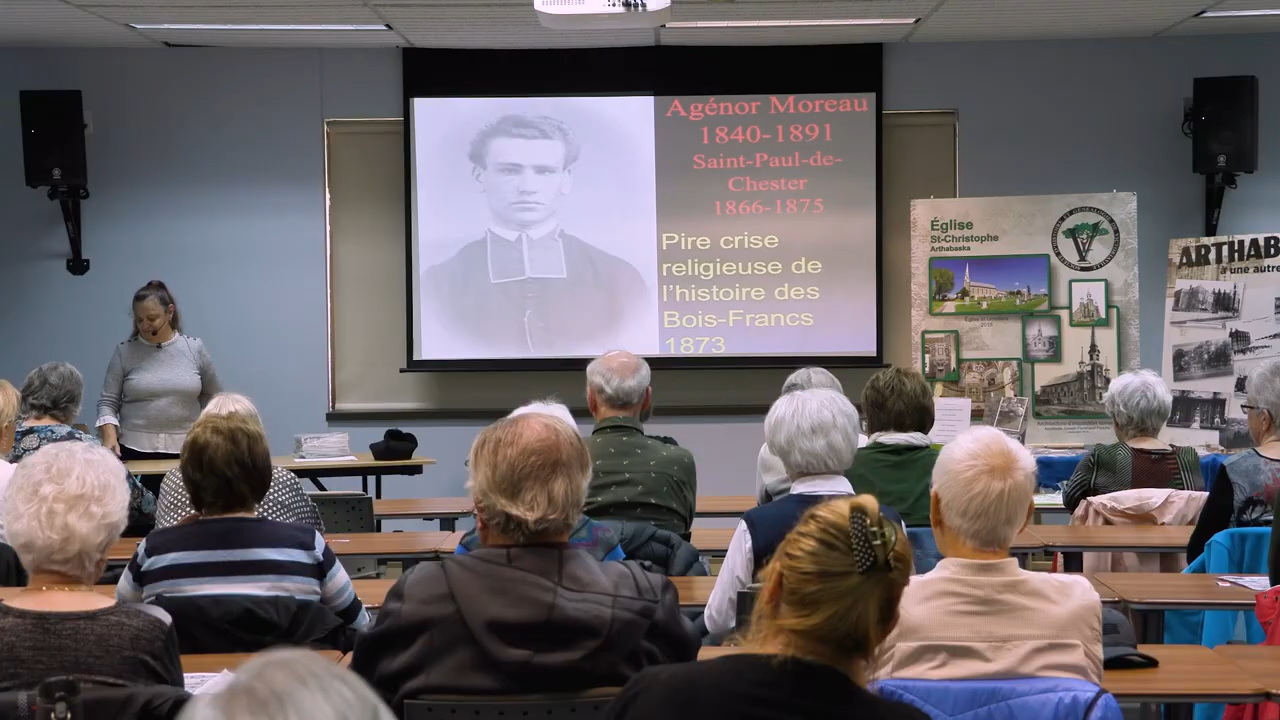 Agénor Moreau
1840-1891
Saint-Paul-de-
Chester
1866-1875
Pire crise
religieuse de
l'histoire des
Bois-Francs
1873
Église
St-Christophe
Arthabaska
ARTHAB
à une autre